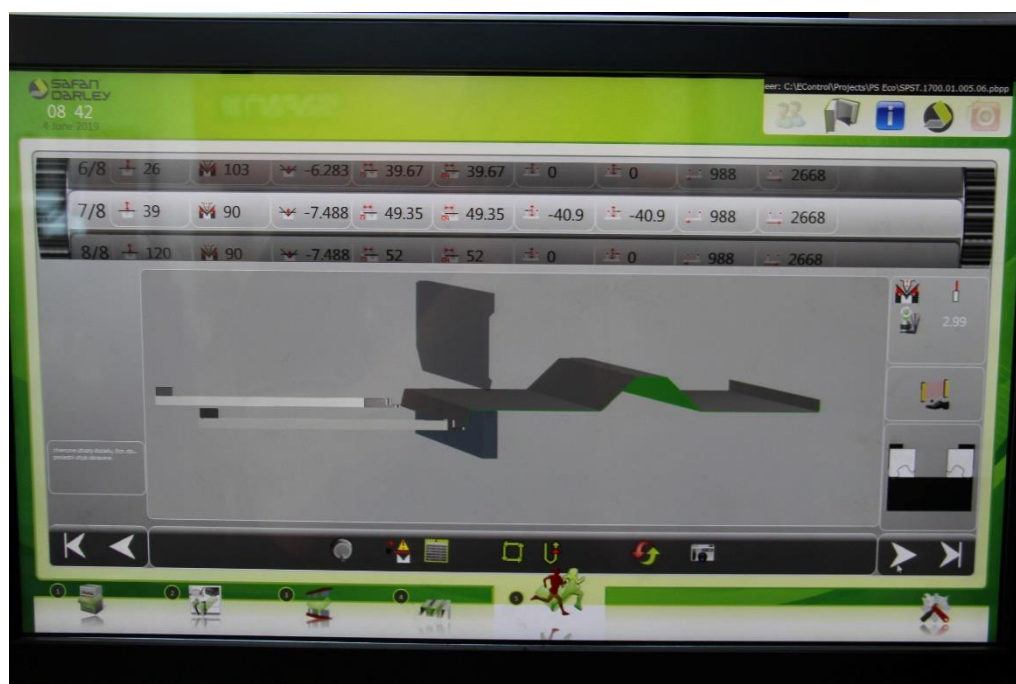 SAFAN
DARLEY
08 42
4 June 2019
eer: C:\EControl\Projects\PS Eco\SPST.1700.01.005.06.pbpp
i
6/8 26 103 -6.283 39.67 39.67 0 0 988 2668
7/8 39 90 -7.488 49.35 49.35 -40.9 -40.9 988 2668
8/8 120 90 -7.488 52 52 0 0 988 2668
2.99
1 2 3 4 5